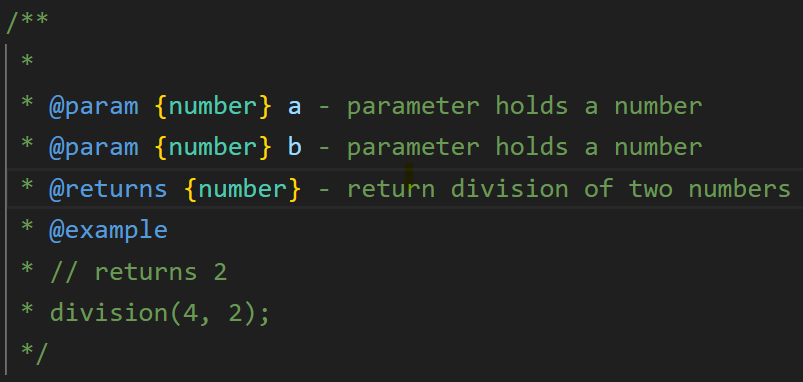 /**
*
* @param {number} a - parameter holds a number
* @param {number} b - parameter holds a number
* @returns {number} - return division of two numbers
* @example
* // returns 2
* division(4, 2);
*/